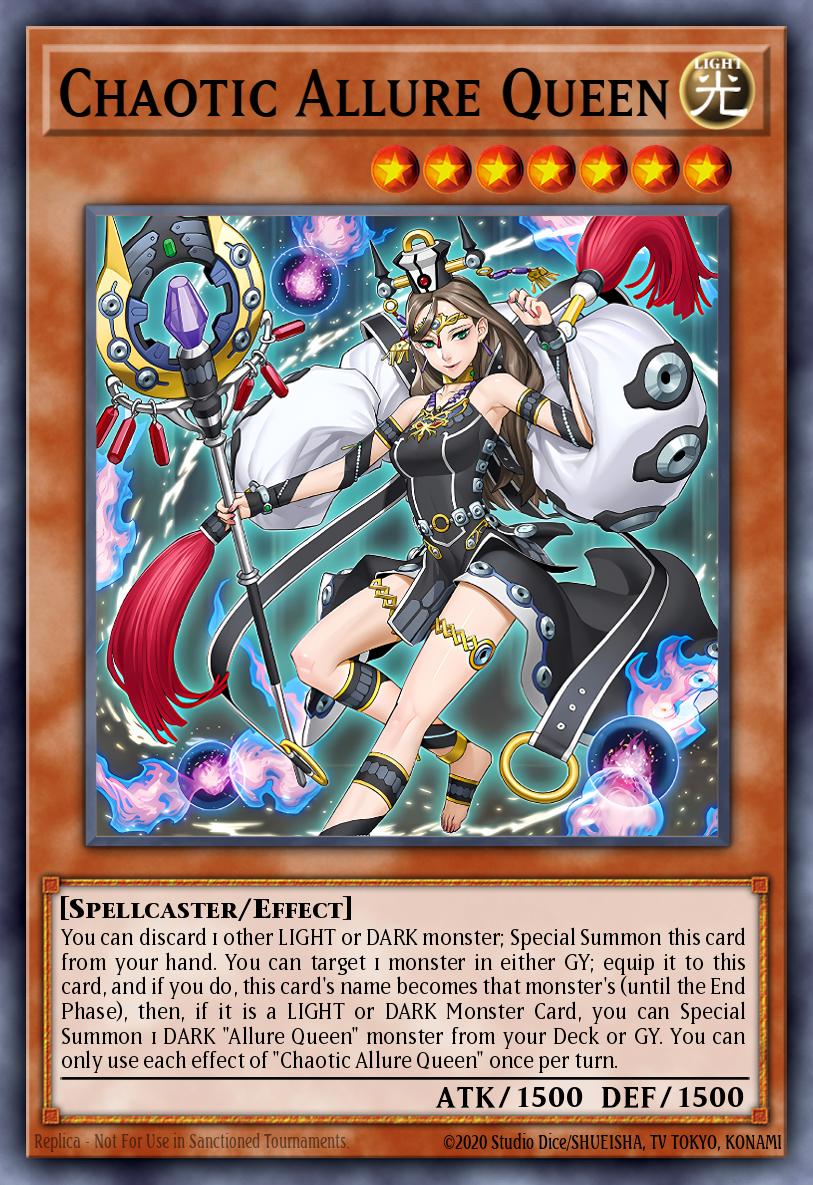 Chaotic Allure Queen
LIGHT
光
[Spellcaster/Effect]
You can discard 1 other LIGHT or DARK monster; Special Summon this card
from your hand. You can target 1 monster in either GY; equip it to this
card, and if you do, this card's name becomes that monster's (until the End
Phase), then, if it is a LIGHT or DARK Monster Card, you can Special
Summon 1 DARK "Allure Queen" monster from your Deck or GY. You can
only use each effect of "Chaotic Allure Queen" once per turn.
ATK/1500 DEF/1500
Replica - Not For Use in Sanctioned Tournaments.
©2020 Studio Dice/SHUEISHA, TV TOKYO, KONAMI